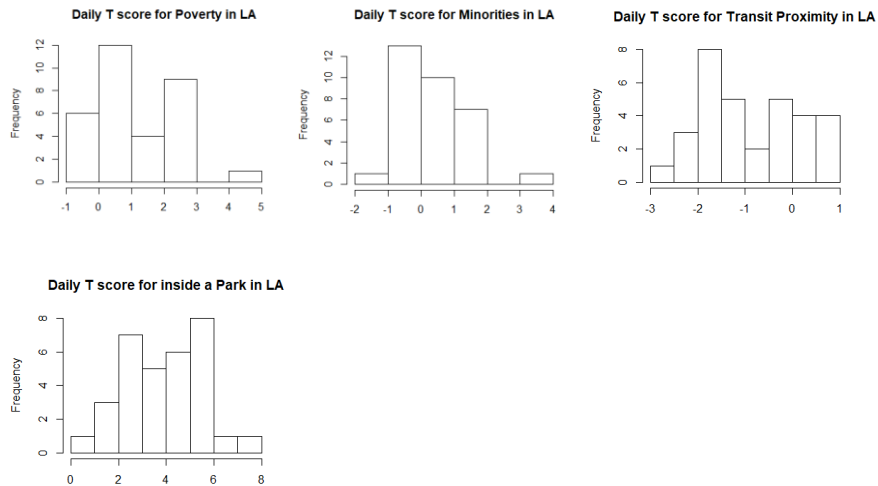 Daily T score for Poverty in LA
Frequency
12
10
8
6
4
2
0
-1 0 1 2 3 4 5
Daily T score for Minorities in LA
Frequency
12
10
8
6
4
2
0
-2 -1 0 1 2 3 4
Daily T score for Transit Proximity in LA
Frequency
8
6
4
2
0
-3 -2 -1 0 1
Daily T score for inside a Park in LA
Frequency
8
6
4
2
0
0 2 4 6 8